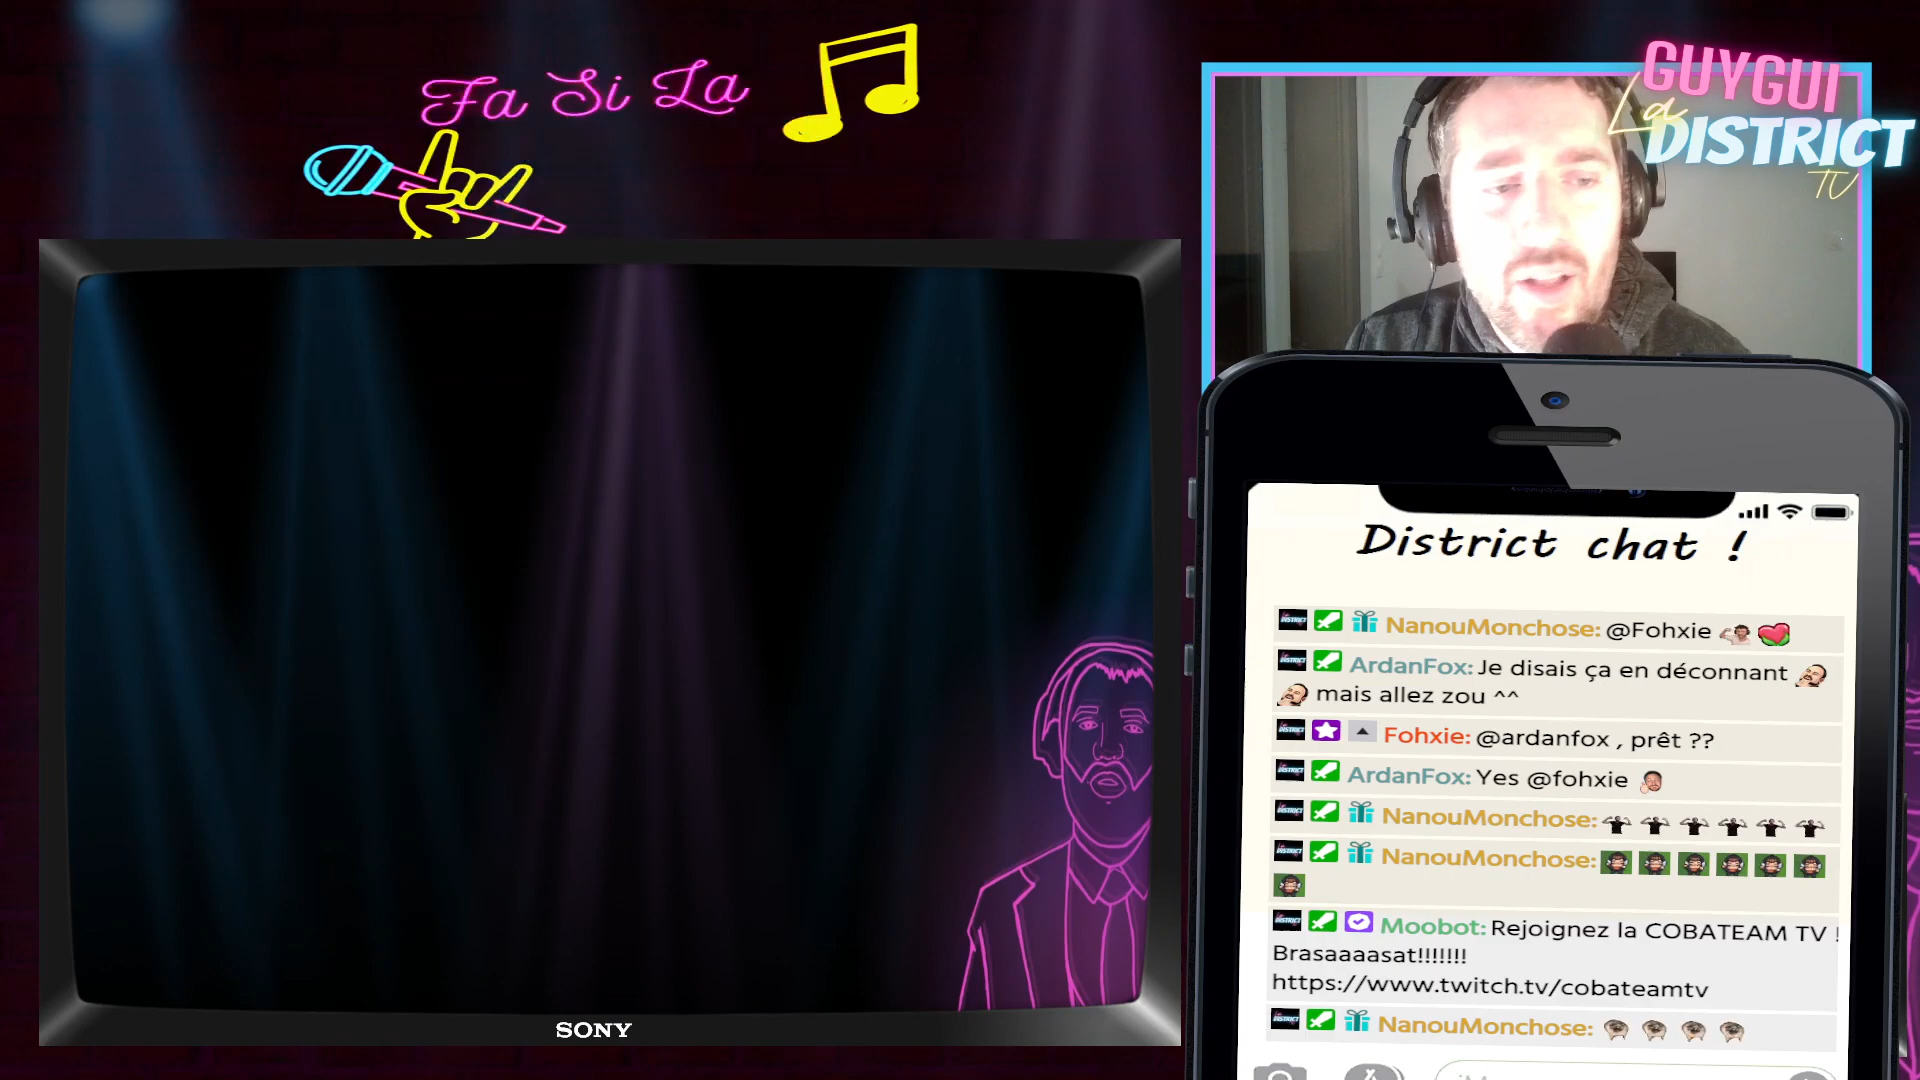 Fa Si La
GUYGUI
La
DISTRICT
TV
SONY
District chat !
NanouMonchose: @Fohxie
ArdanFox: Je disais ça en déconnant
mais allez zou ^^
Fohxie: @ardanfox , prêt ??
ArdanFox: Yes @fohxie
NanouMonchose:
NanouMonchose:
Moobot: Rejoignez la COBATEAM TV !
Brasaaaasat!!!!!!!
https://www.twitch.tv/cobateamtv
NanouMonchose: